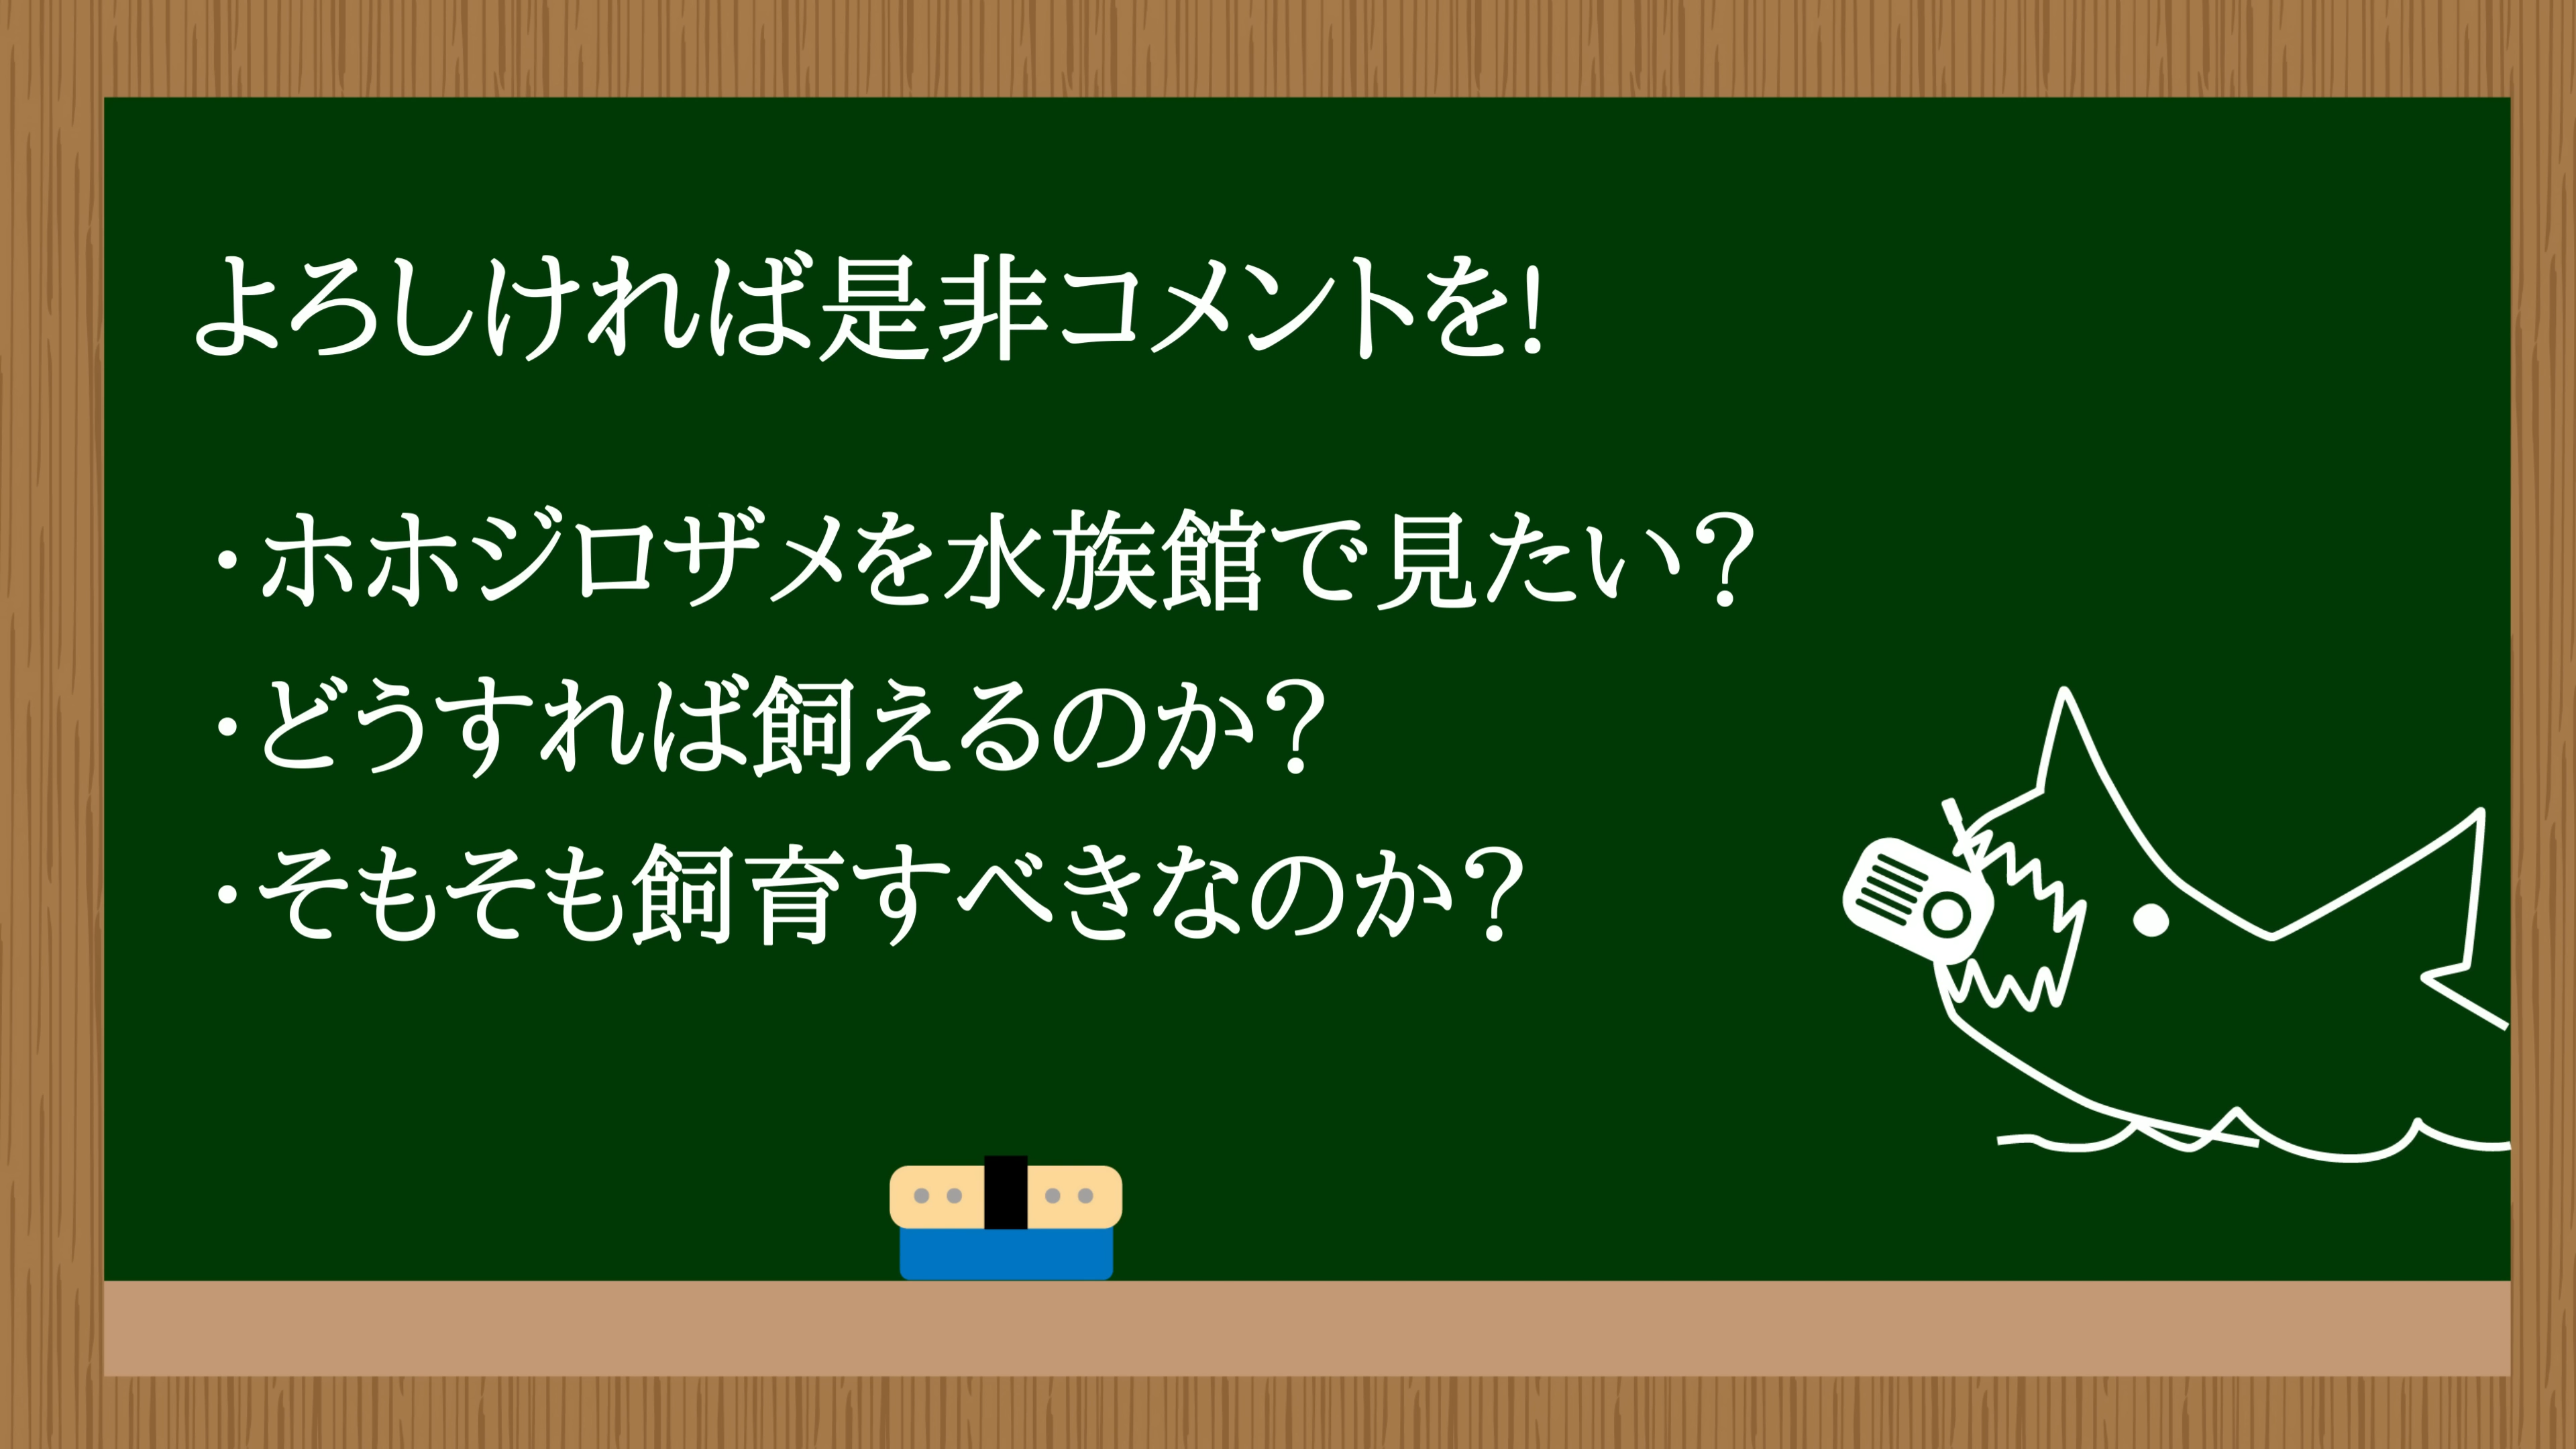 よろしければ是非コメントを!
・ホホジロザメを水族館で見たい?
・どうすれば飼えるのか?
・そもそも飼育すべきなのか?